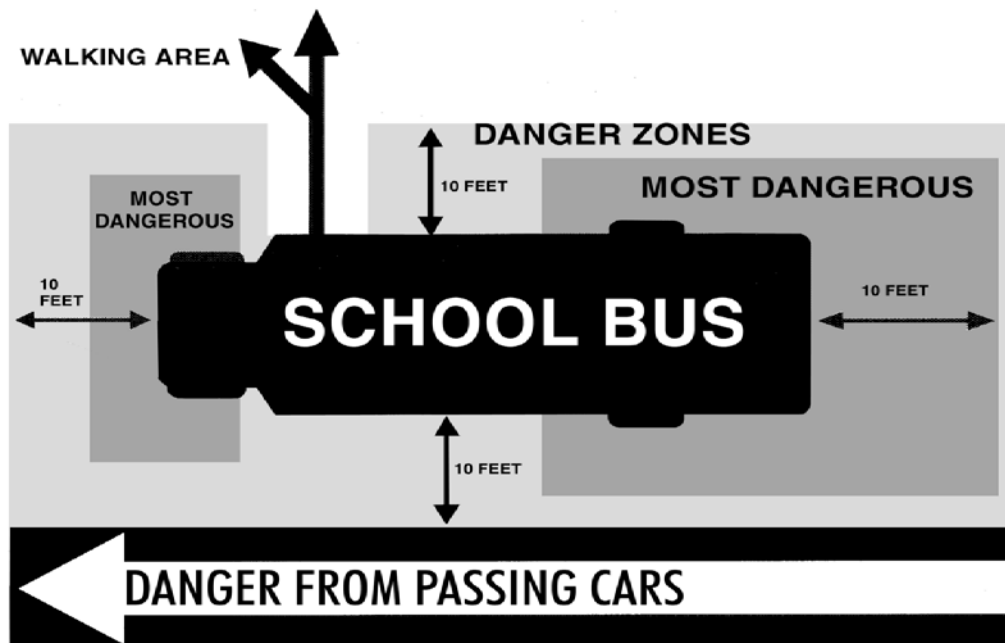 WALKING AREA
DANGER ZONES
10 FEET
MOST DANGEROUS
MOST
DANGEROUS
10
FEET
SCHOOL BUS
10 FEET
10 FEET
DANGER FROM PASSING CARS